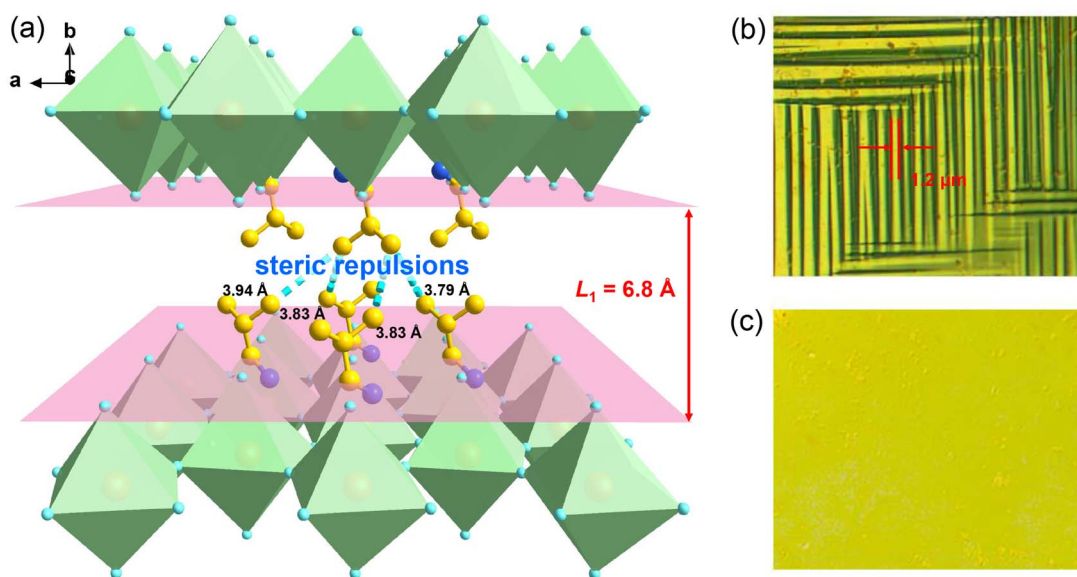 (a)
b
a
c
steric repulsions
3.94 Å
3.83 Å
3.83 Å
3.79 Å
L₁ = 6.8 Å
(b)
1.2 μm
(c)